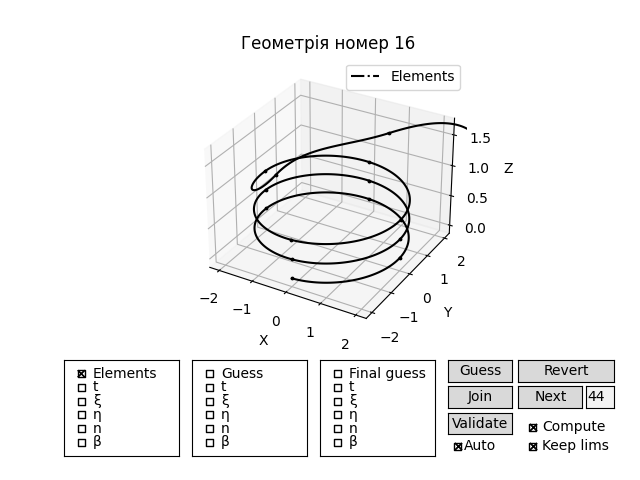 Геометрія номер 16
Elements
1.5
1.0
0.5
0.0
Z
−2
−1
0
1
2
X
−2
−1
0
1
2
Y
Elements
t
ξ
η
n
β
Guess
t
ξ
η
n
β
Final guess
t
ξ
η
n
β
Guess
Revert
Join
Next
44
Validate
Compute
Auto
Keep lims